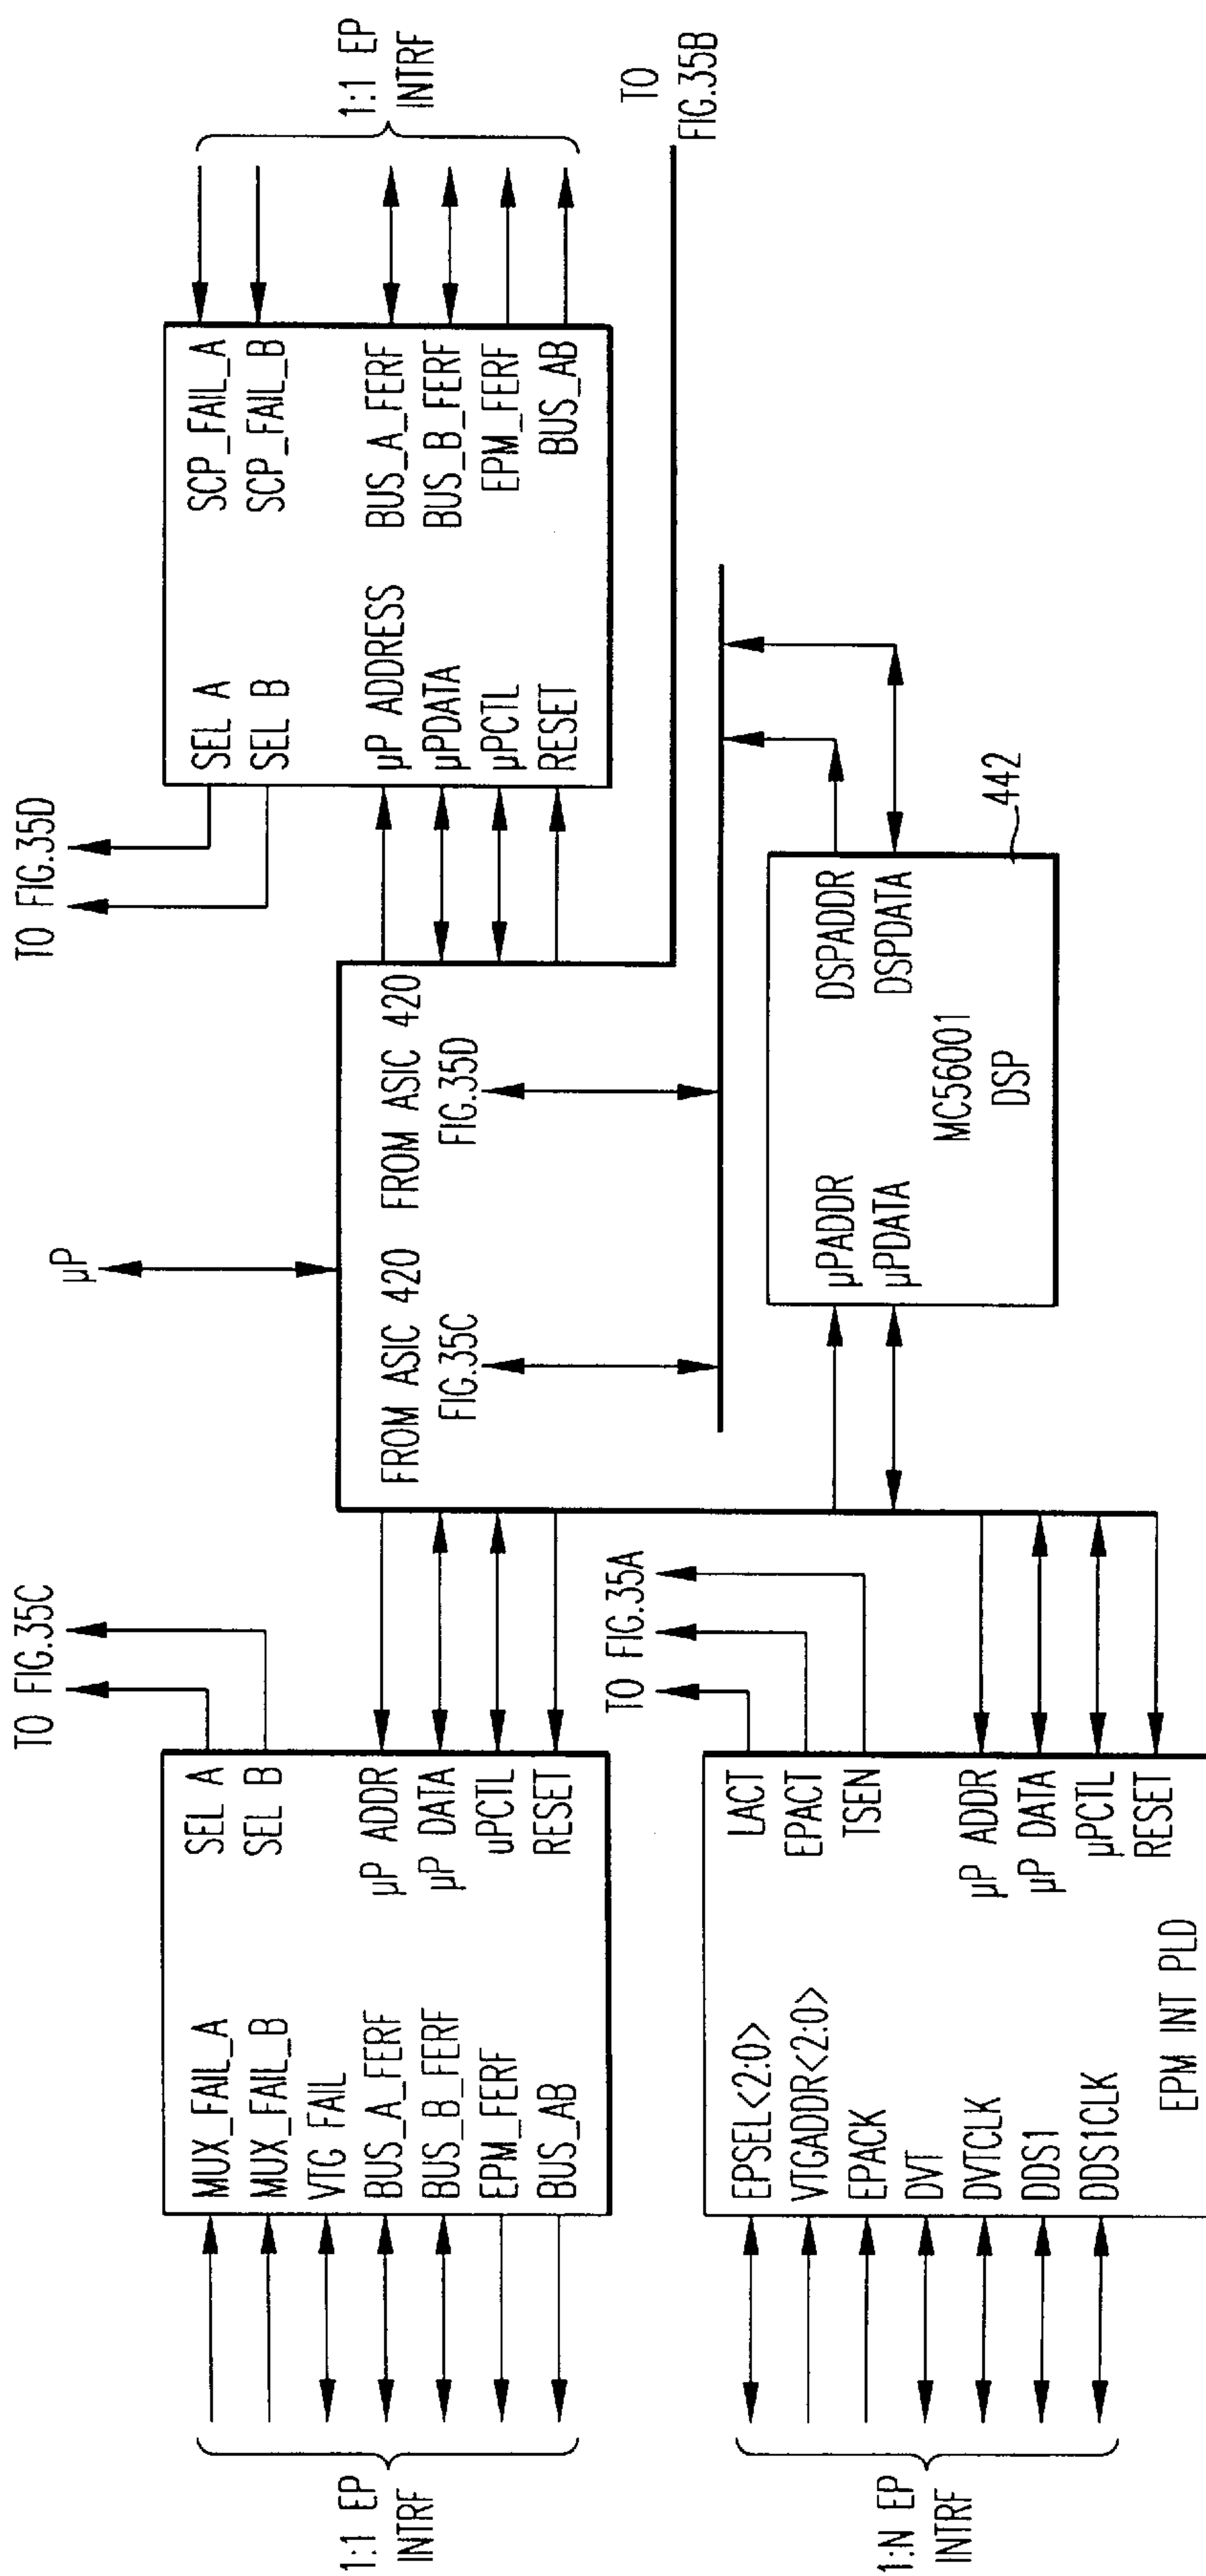 TO FIG.35C
1:1 EP
INTRF
MUX_FAIL_A
MUX_FAIL_B
VTG FAIL
BUS_A_FERF
BUS_B_FERF
EPM_FERF
BUS_AB
SEL A
SEL B
µP ADDR
µP DATA
uPCTL
RESET
µP
FROM ASIC 420
FIG.35C
FROM ASIC 420
FIG.35D
TO FIG.35D
SEL A
SEL B
µP ADDRESS
µPDATA
µPCTL
RESET
SCP_FAIL_A
SCP_FAIL_B
BUS_A_FERF
BUS_B_FERF
EPM_FERF
BUS_AB
1:1 EP
INTRF
TO
FIG.35B
TO FIG.35A
1:N EP
INTRF
EPSEL<2:0>
VTGADDR<2:0>
EPACK
DVT
DVTCLK
DDS1
DDS1CLK
LACT
EPACT
TSEN
µP ADDR
µP DATA
µPCTL
RESET
EPM INT PLD
µPADDR
µPDATA
DSPADDR
DSPDATA
MC56001
DSP
442